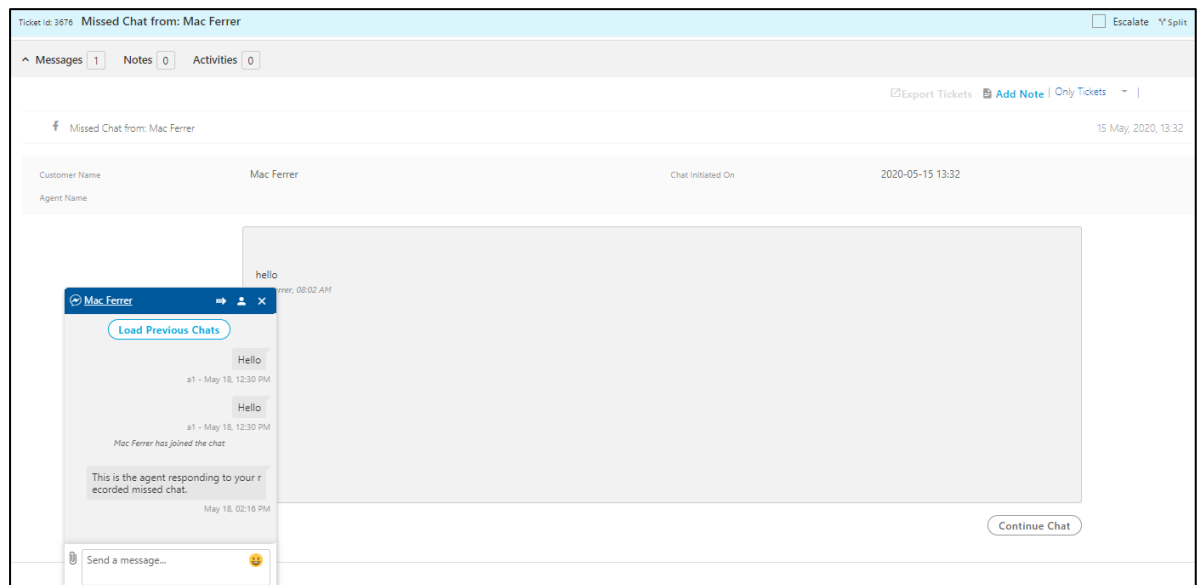 Ticket Id: 3676 Missed Chat from: Mac Ferrer Escalate Split
Messages 1 Notes 0 Activities 0
Export Tickets Add Note | Only Tickets |
Missed Chat from: Mac Ferrer 15 May, 2020, 13:32
Customer Name Mac Ferrer Chat Initiated On 2020-05-15 13:32
Agent Name
hello
rrer, 08:02 AM
Mac Ferrer
Load Previous Chats
Hello
a1 - May 18, 12:30 PM
Hello
a1 - May 18, 12:30 PM
Mac Ferrer has joined the chat
This is the agent responding to your r
ecorded missed chat.
May 18, 02:16 PM
Send a message...
Continue Chat